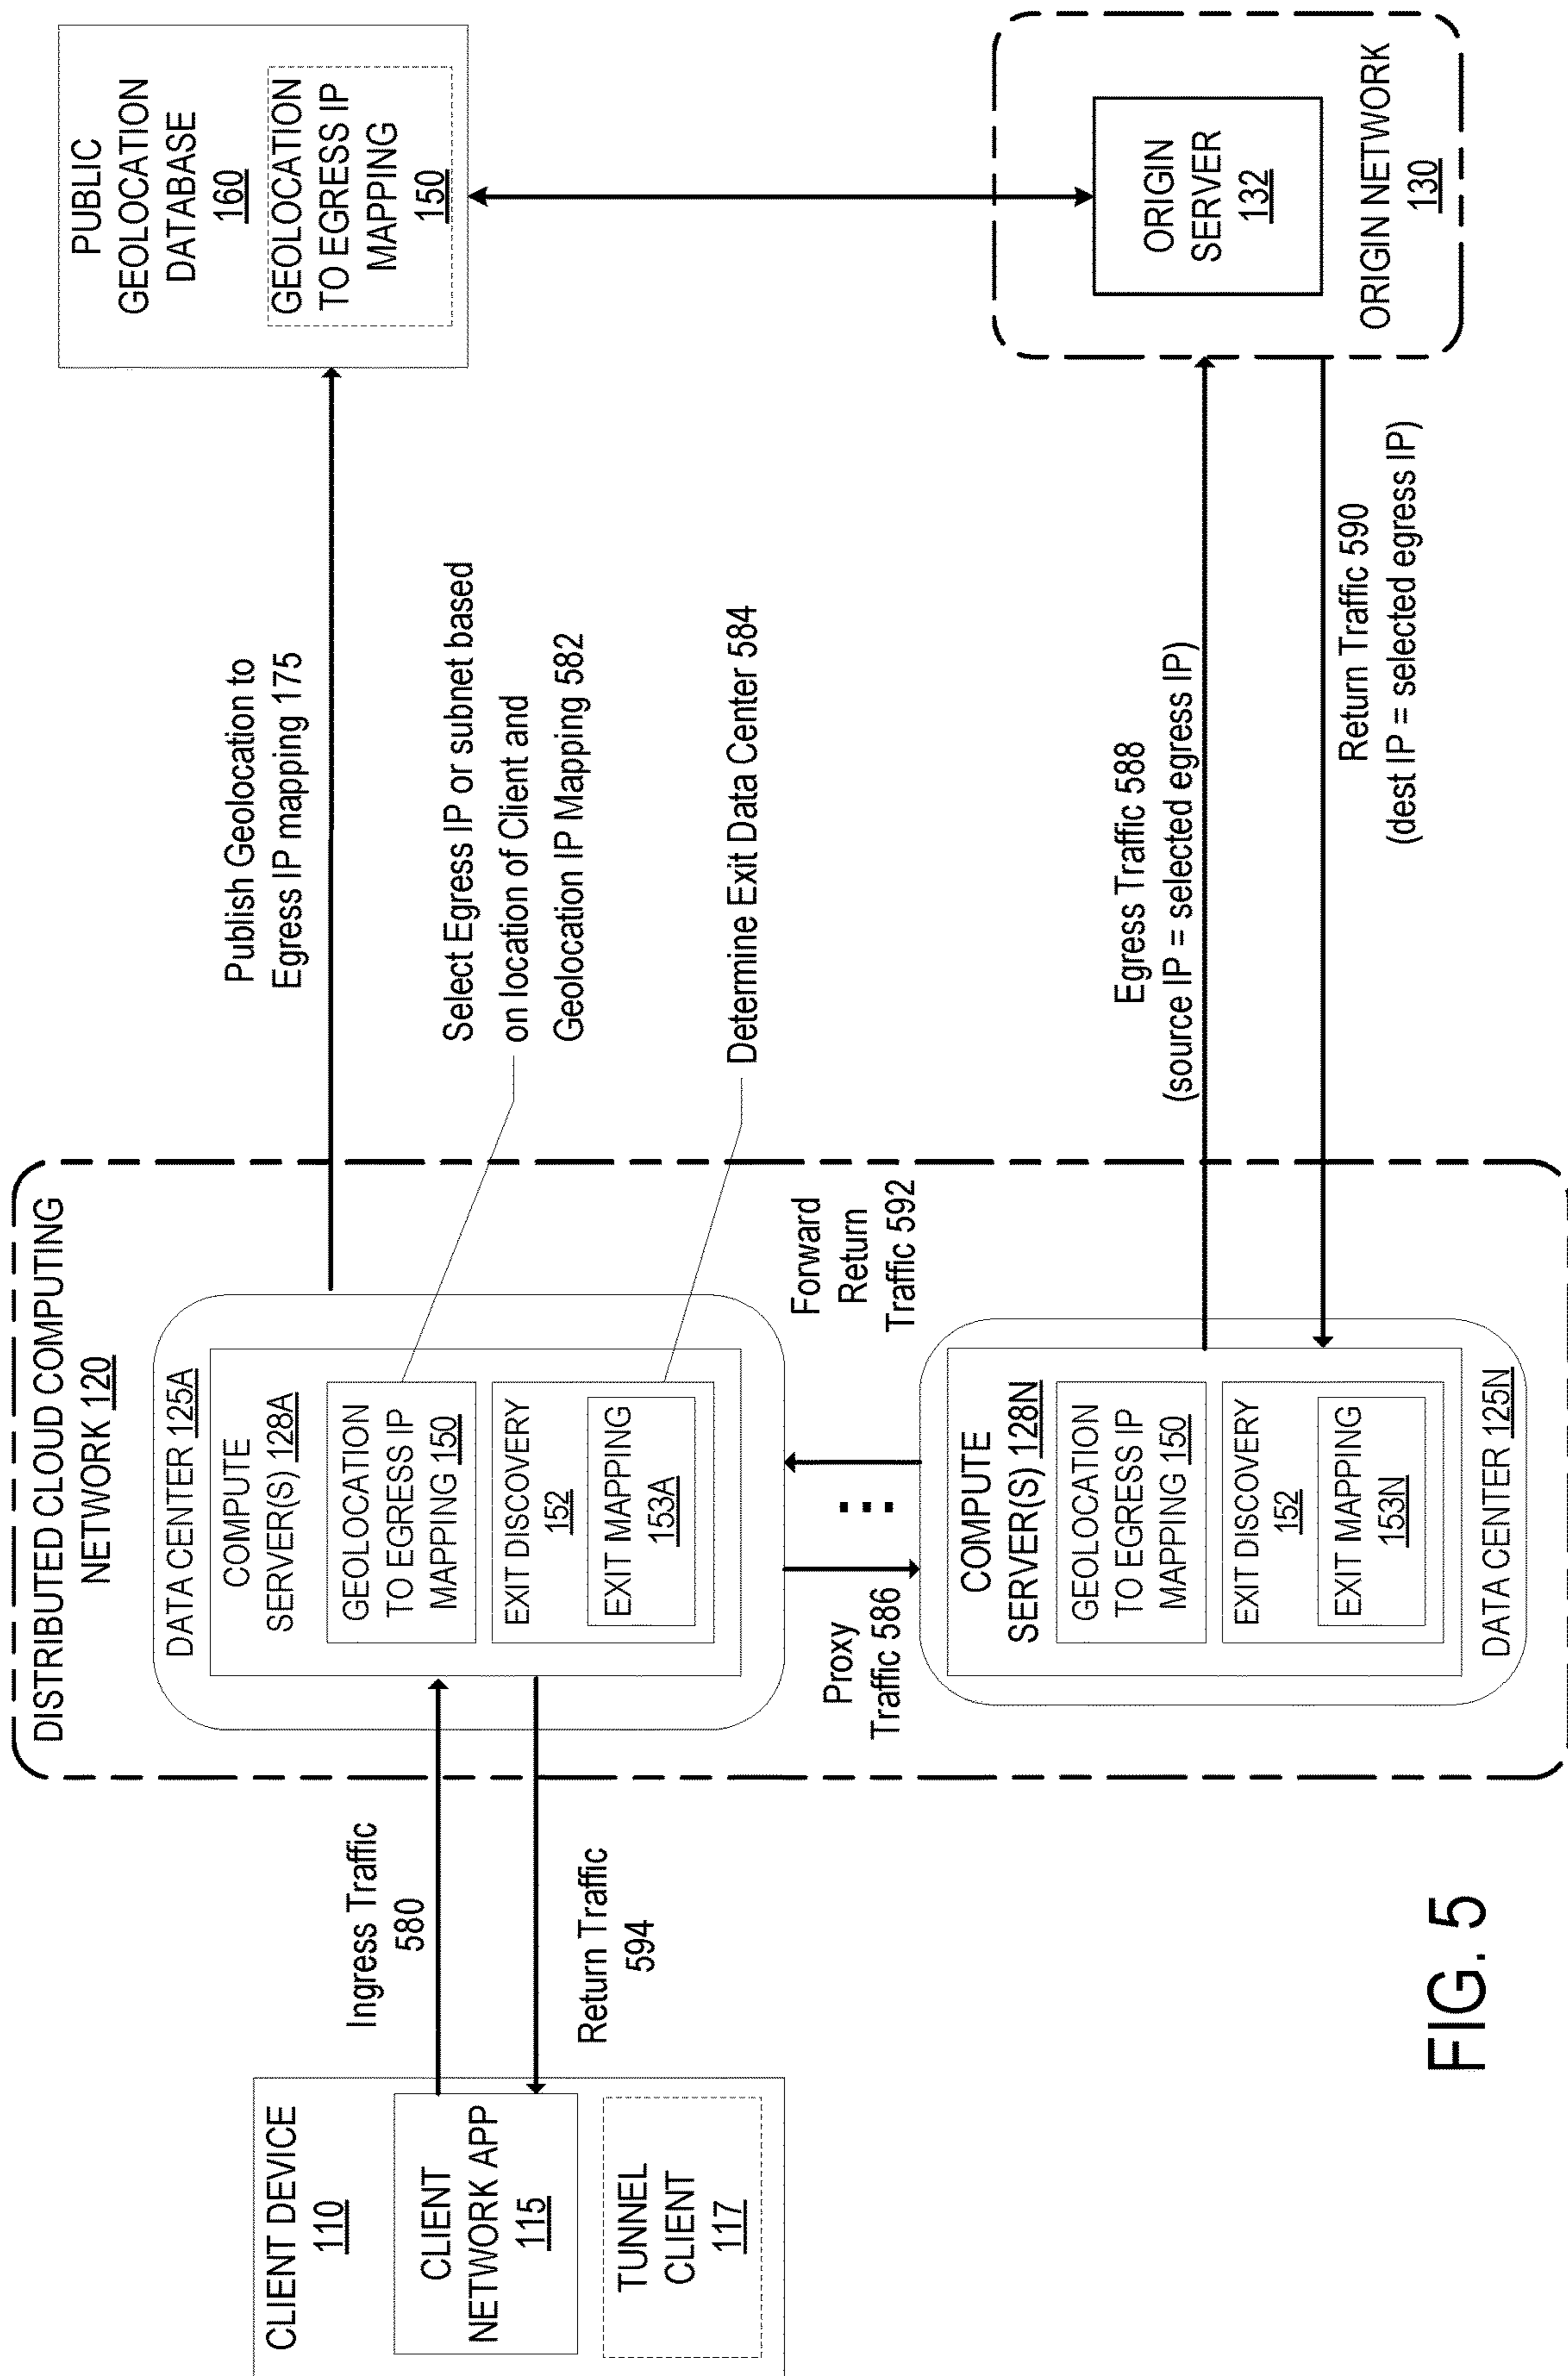 CLIENT DEVICE
110
CLIENT
NETWORK APP
115
TUNNEL
CLIENT
117
Ingress Traffic
580
Return Traffic
594
DISTRIBUTED CLOUD COMPUTING
NETWORK 120
DATA CENTER 125A
COMPUTE
SERVER(S) 128A
GEOLOCATION
TO EGRESS IP
MAPPING 150
EXIT DISCOVERY
152
EXIT MAPPING
153A
Proxy
Traffic 586
...
Forward
Return
Traffic 592
COMPUTE
SERVER(S) 128N
GEOLOCATION
TO EGRESS IP
MAPPING 150
EXIT DISCOVERY
152
EXIT MAPPING
153N
DATA CENTER 125N
Publish Geolocation to
Egress IP mapping 175
Select Egress IP or subnet based
on location of Client and
Geolocation IP Mapping 582
Determine Exit Data Center 584
Egress Traffic 588
(source IP = selected egress IP)
Return Traffic 590
(dest IP = selected egress IP)
PUBLIC
GEOLOCATION
DATABASE
160
GEOLOCATION
TO EGRESS IP
MAPPING
150
ORIGIN
SERVER
132
ORIGIN NETWORK
130
FIG. 5